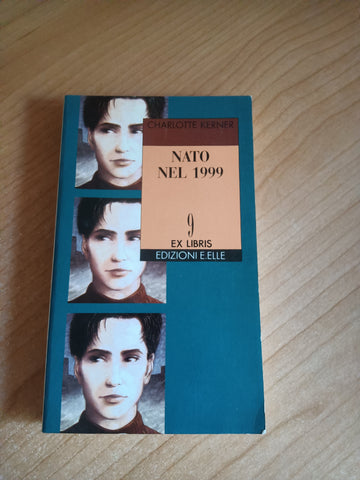 CHARLOTTE KERNER
NATO
NEL 1999
9
EX LIBRIS
EDIZIONI E.ELLE